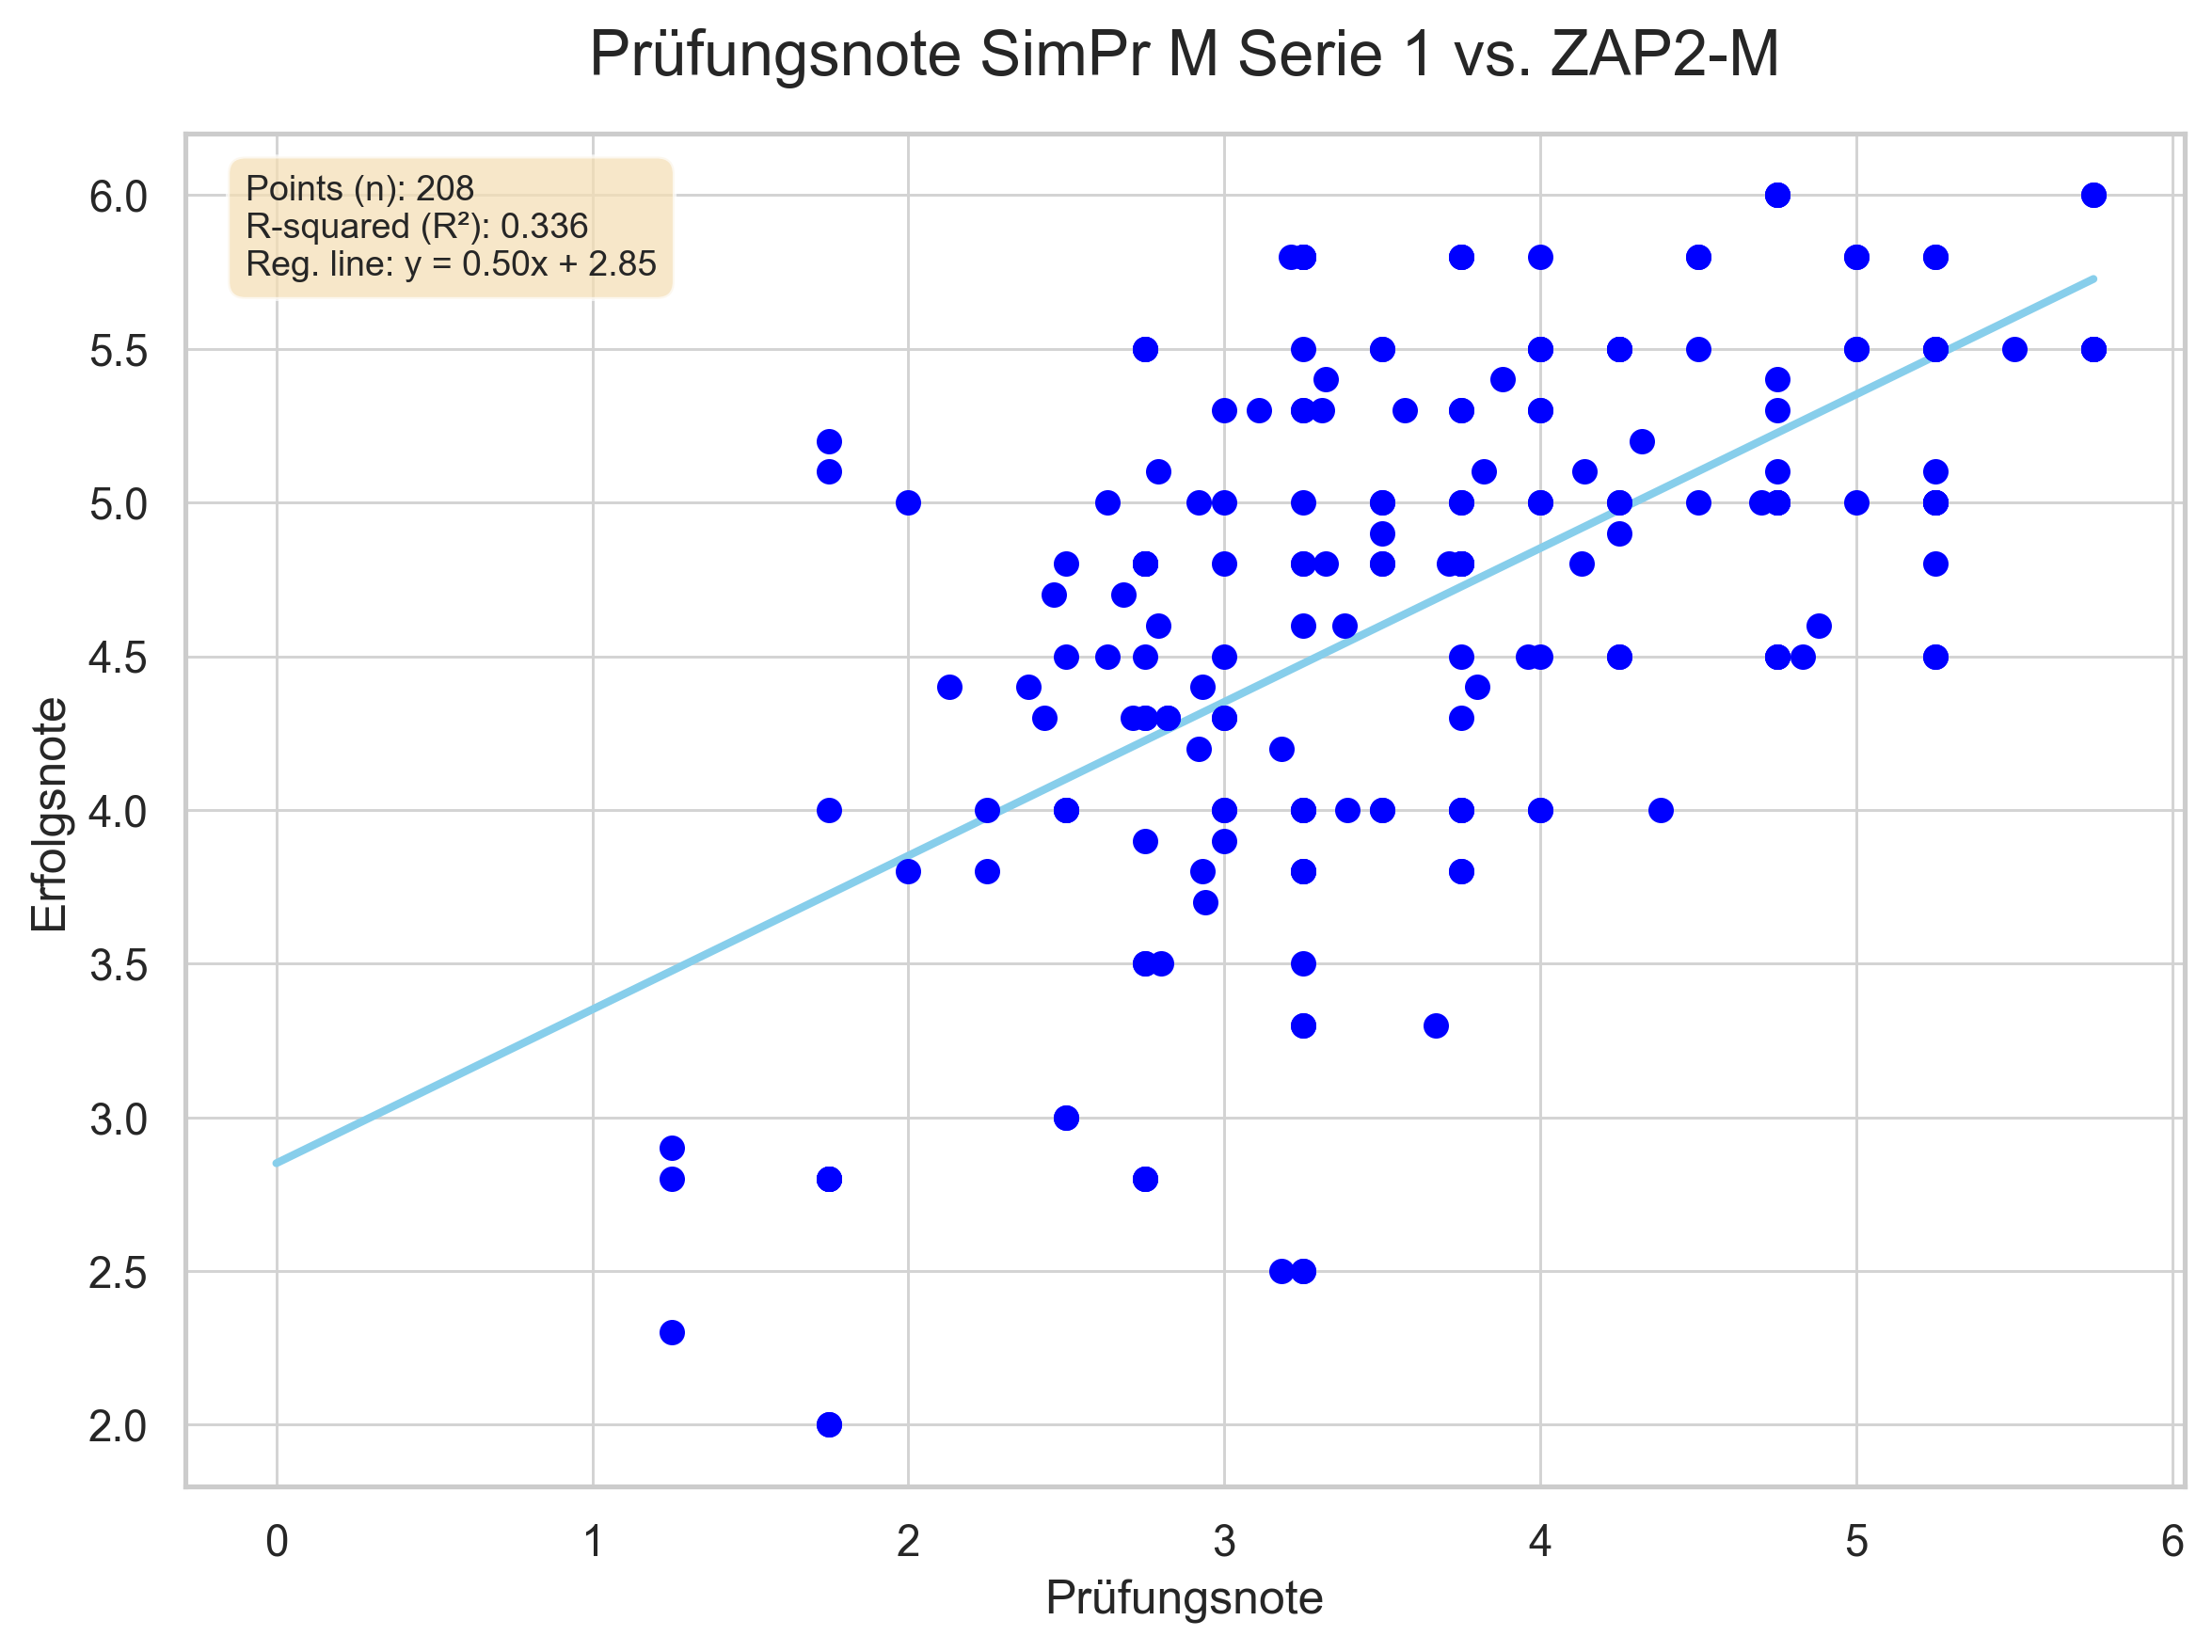 Prüfungsnote SimPr M Serie 1 vs. ZAP2-M
Points (n): 208
R-squared (R²): 0.336
Reg. line: y = 0.50x + 2.85
6.0
5.5
5.0
4.5
4.0
3.5
3.0
2.5
2.0
Erfolgsnote
0 1 2 3 4 5 6
Prüfungsnote